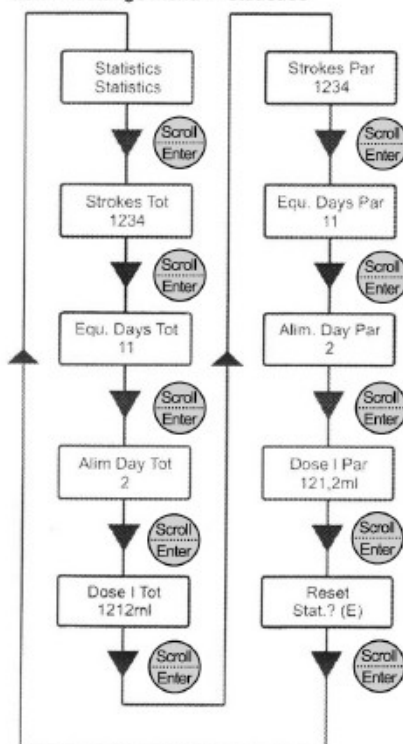 Statistics
Statistics
Scroll
Enter
Strokes Tot
1234
Scroll
Enter
Equ. Days Tot
11
Scroll
Enter
Alim Day Tot
2
Scroll
Enter
Dose I Tot
1212ml
Scroll
Enter
Strokes Par
1234
Scroll
Enter
Equ. Days Par
11
Scroll
Enter
Alim. Day Par
2
Scroll
Enter
Dose I Par
121,2ml
Scroll
Enter
Reset
Stat.? (E)
Scroll
Enter